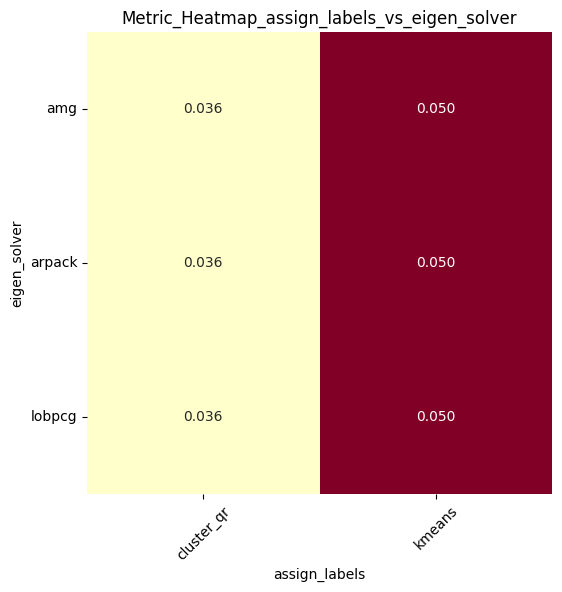 Metric_Heatmap_assign_labels_vs_eigen_solver
eigen_solver
amg
0.036
0.050
arpack
0.036
0.050
lobpcg
0.036
0.050
cluster_qr
kmeans
assign_labels